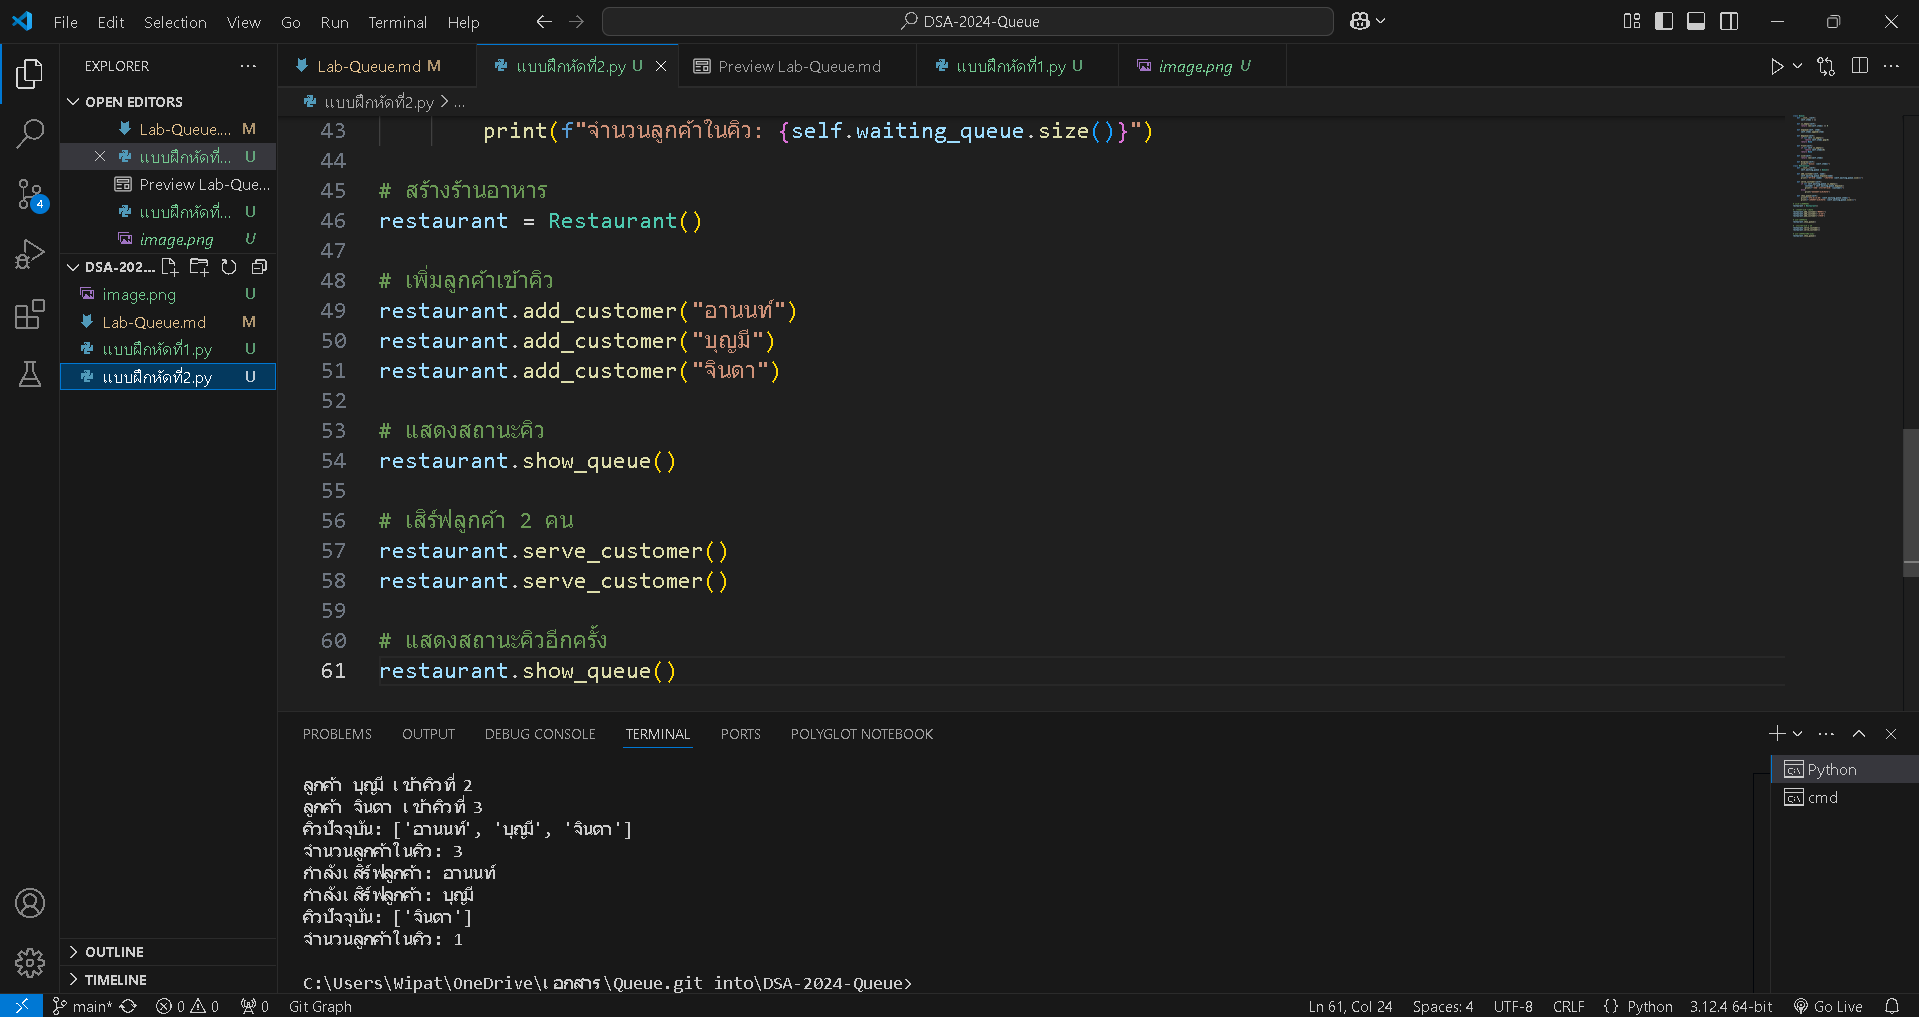 File Edit Selection View Go Run Terminal Help
DSA-2024-Queue
EXPLORER
OPEN EDITORS
Lab-Queue.... M
แบบฝึกหัดที่... U
Preview Lab-Que...
แบบฝึกหัดที่... U
image.png U
DSA-202...
image.png U
Lab-Queue.md M
แบบฝึกหัดที่1.py U
แบบฝึกหัดที่2.py U
OUTLINE
TIMELINE
Lab-Queue.md M
แบบฝึกหัดที่2.py U
Preview Lab-Queue.md
แบบฝึกหัดที่1.py U
image.png U
แบบฝึกหัดที่2.py > ...
43 print(f"จำนวนลูกค้าในคิว: {self.waiting_queue.size()}")
44
45 # สร้างร้านอาหาร
46 restaurant = Restaurant()
47
48 # เพิ่มลูกค้าเข้าคิว
49 restaurant.add_customer("อานนท์")
50 restaurant.add_customer("บุญมี")
51 restaurant.add_customer("จินดา")
52
53 # แสดงสถานะคิว
54 restaurant.show_queue()
55
56 # เสิร์ฟลูกค้า 2 คน
57 restaurant.serve_customer()
58 restaurant.serve_customer()
59
60 # แสดงสถานะคิวอีกครั้ง
61 restaurant.show_queue()
PROBLEMS OUTPUT DEBUG CONSOLE TERMINAL PORTS POLYGLOT NOTEBOOK
ลูกค้า บุญมี เข้าคิวที่ 2
ลูกค้า จินดา เข้าคิวที่ 3
คิวปัจจุบัน: ['อานนท์', 'บุญมี', 'จินดา']
จำนวนลูกค้าในคิว: 3
กำลังเสิร์ฟลูกค้า: อานนท์
กำลังเสิร์ฟลูกค้า: บุญมี
คิวปัจจุบัน: ['จินดา']
จำนวนลูกค้าในคิว: 1
C:\Users\Wipat\OneDrive\เอกสาร\Queue.git into\DSA-2024-Queue>
Python
cmd
4
main* 0 0 0 Git Graph
Ln 61, Col 24 Spaces: 4 UTF-8 CRLF {} Python 3.12.4 64-bit Go Live